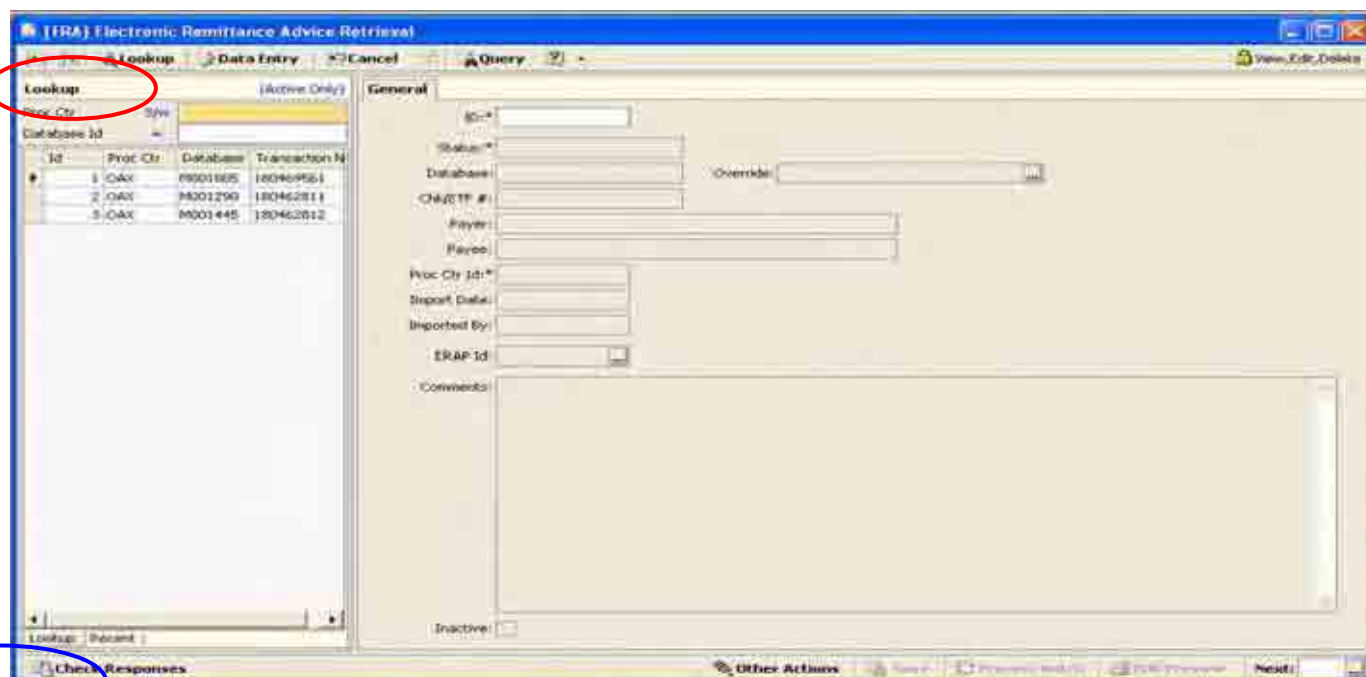 [ERA] Electronic Remittance Advice Retrieval
Lookup Data Entry Cancel Query View, Edit, Delete
Lookup (Active Only) General
Proc Ctr S/W
Database Id
Id Proc Ctr Database Transaction N
1 OAX M001005 180469561
2 OAX M001290 180462811
3 OAX M001445 180462812
ID:*
Status:*
Database: Override:
Chk/ETF #:
Payer:
Payee:
Proc Ctr Id:*
Import Date:
Imported By:
ERAP Id:
Comments:
Inactive:
Lookup Recent
Check Responses Other Actions Save Next: